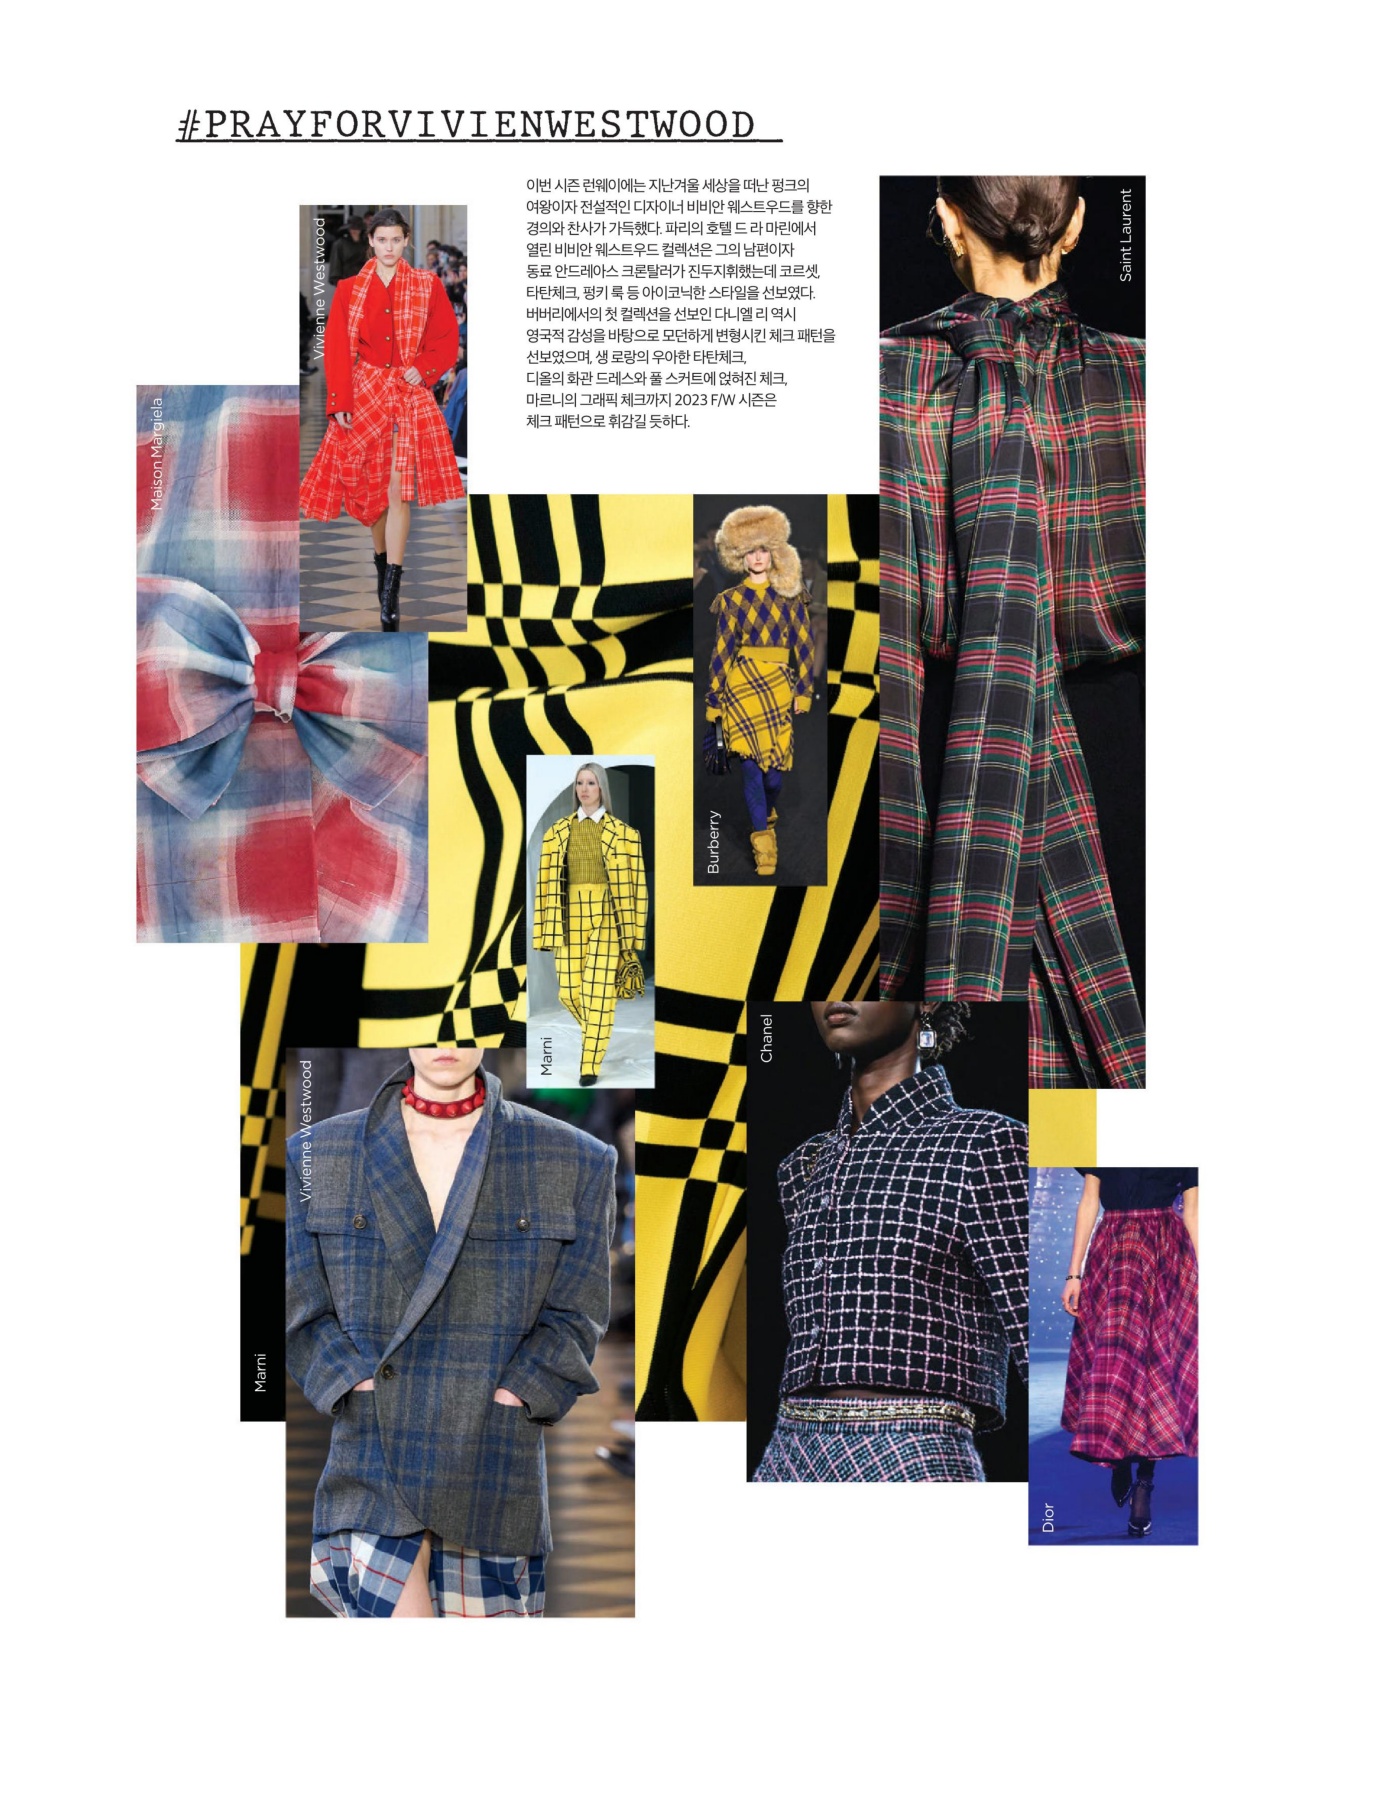 #PRAYFORVIVIENWESTWOOD
이번 시즌 런웨이에는 지난겨울 세상을 떠난 펑크의
여왕이자 전설적인 디자이너 비비안 웨스트우드를 향한
경의와 찬사가 가득했다. 파리의 호텔 드 라 마린에서
열린 비비안 웨스트우드 컬렉션은 그의 남편이자
동료 안드레아스 크론탈러가 진두지휘했는데 코르셋,
타탄체크, 펑키 룩 등 아이코닉한 스타일을 선보였다.
버버리에서의 첫 컬렉션을 선보인 다니엘 리 역시
영국적 감성을 바탕으로 모던하게 변형시킨 체크 패턴을
선보였으며, 생 로랑의 우아한 타탄체크,
디올의 화관 드레스와 풀 스커트에 얹혀진 체크,
마르니의 그래픽 체크까지 2023 F/W 시즌은
체크 패턴으로 휘감길 듯하다.
Vivienne Westwood
Saint Laurent
Maison Margiela
Burberry
Marni
Chanel
Vivienne Westwood
Marni
Dior